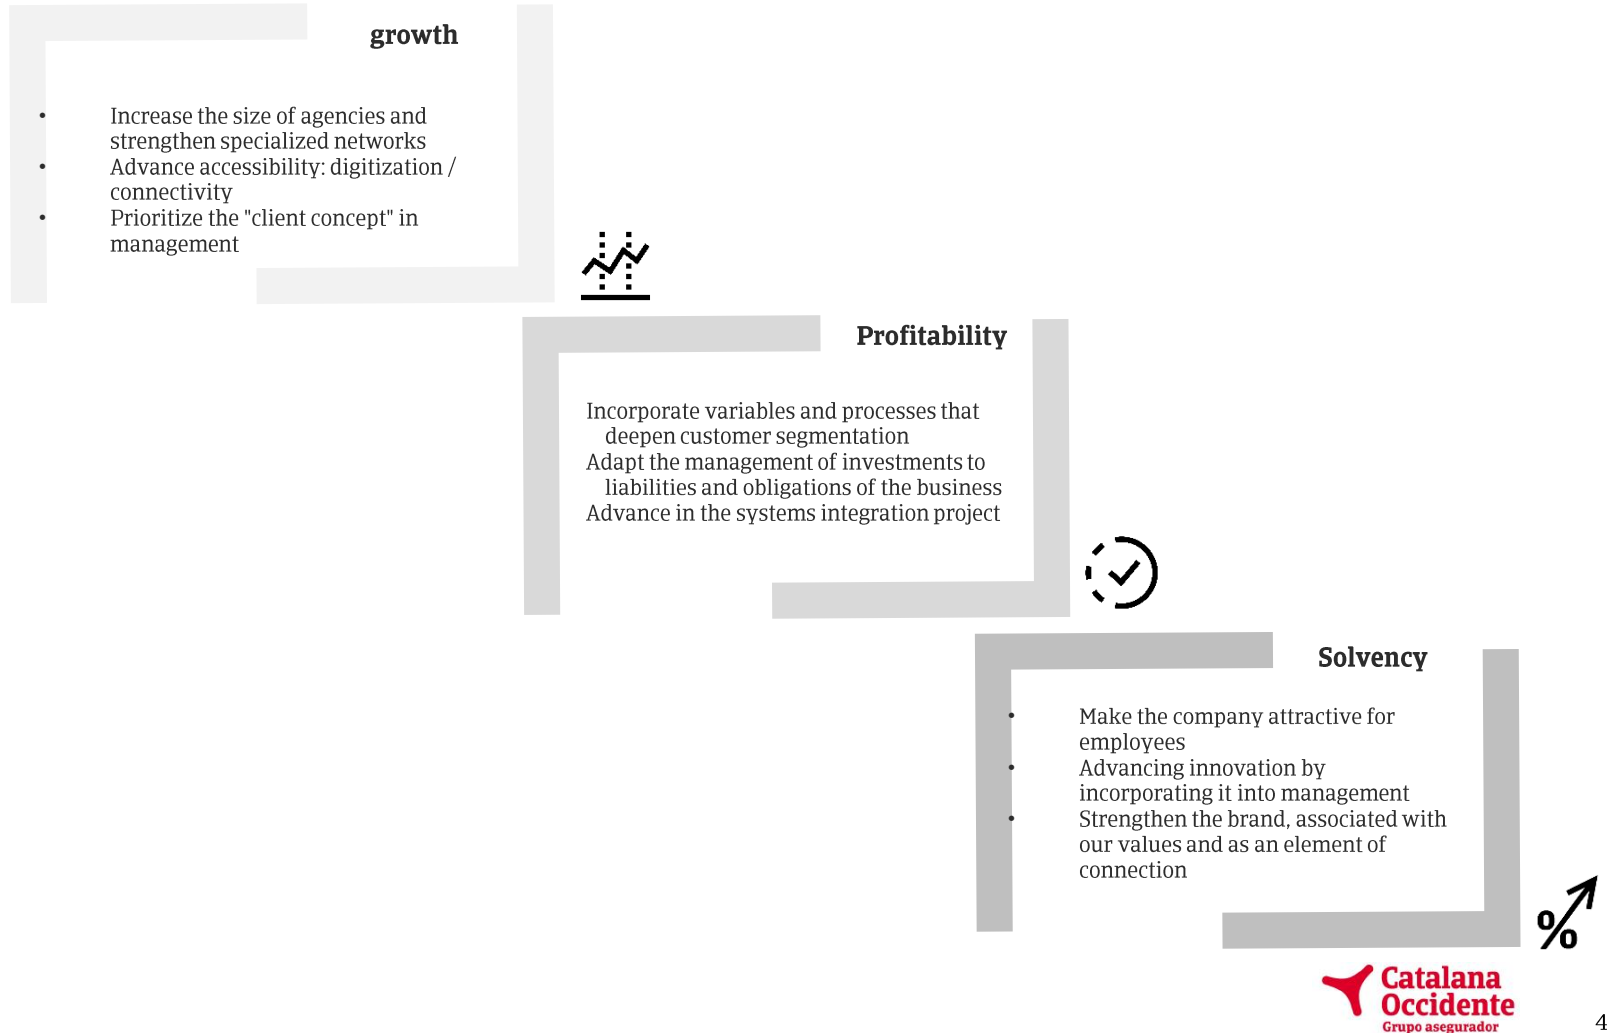 growth
• Increase the size of agencies and
strengthen specialized networks
• Advance accessibility: digitization /
connectivity
• Prioritize the "client concept" in
management
Profitability
Incorporate variables and processes that
deepen customer segmentation
Adapt the management of investments to
liabilities and obligations of the business
Advance in the systems integration project
Solvency
• Make the company attractive for
employees
• Advancing innovation by
incorporating it into management
• Strengthen the brand, associated with
our values and as an element of
connection
%
Catalana
Occidente
Grupo asegurador
4